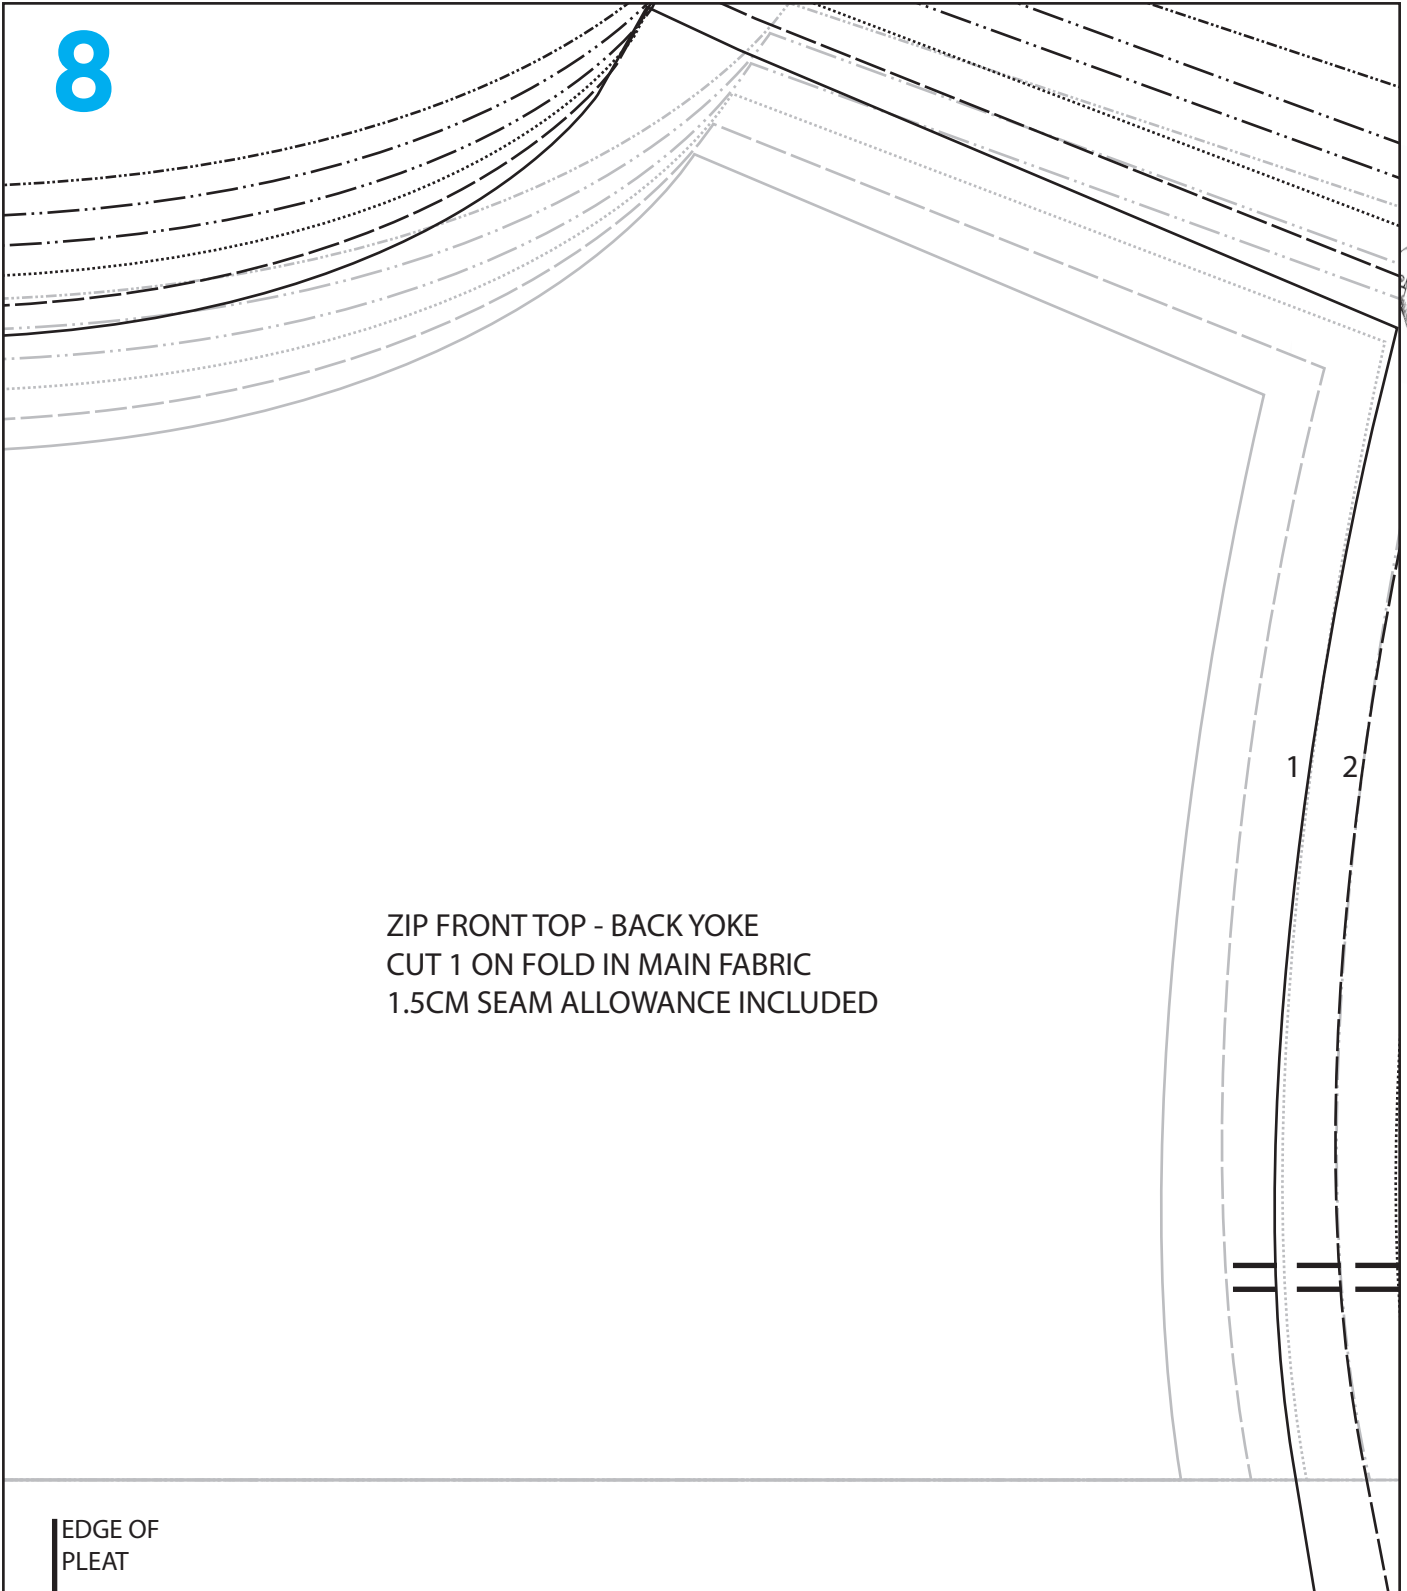 8
1 2
ZIP FRONT TOP - BACK YOKE
CUT 1 ON FOLD IN MAIN FABRIC
1.5CM SEAM ALLOWANCE INCLUDED
EDGE OF
PLEAT